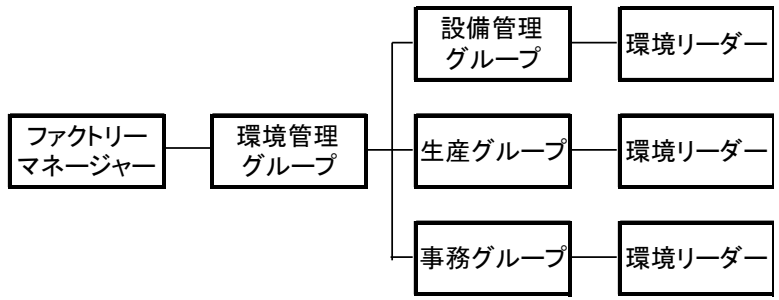 設備管理
グループ
環境リーダー
ファクトリー
マネージャー
環境管理
グループ
生産グループ
環境リーダー
事務グループ
環境リーダー